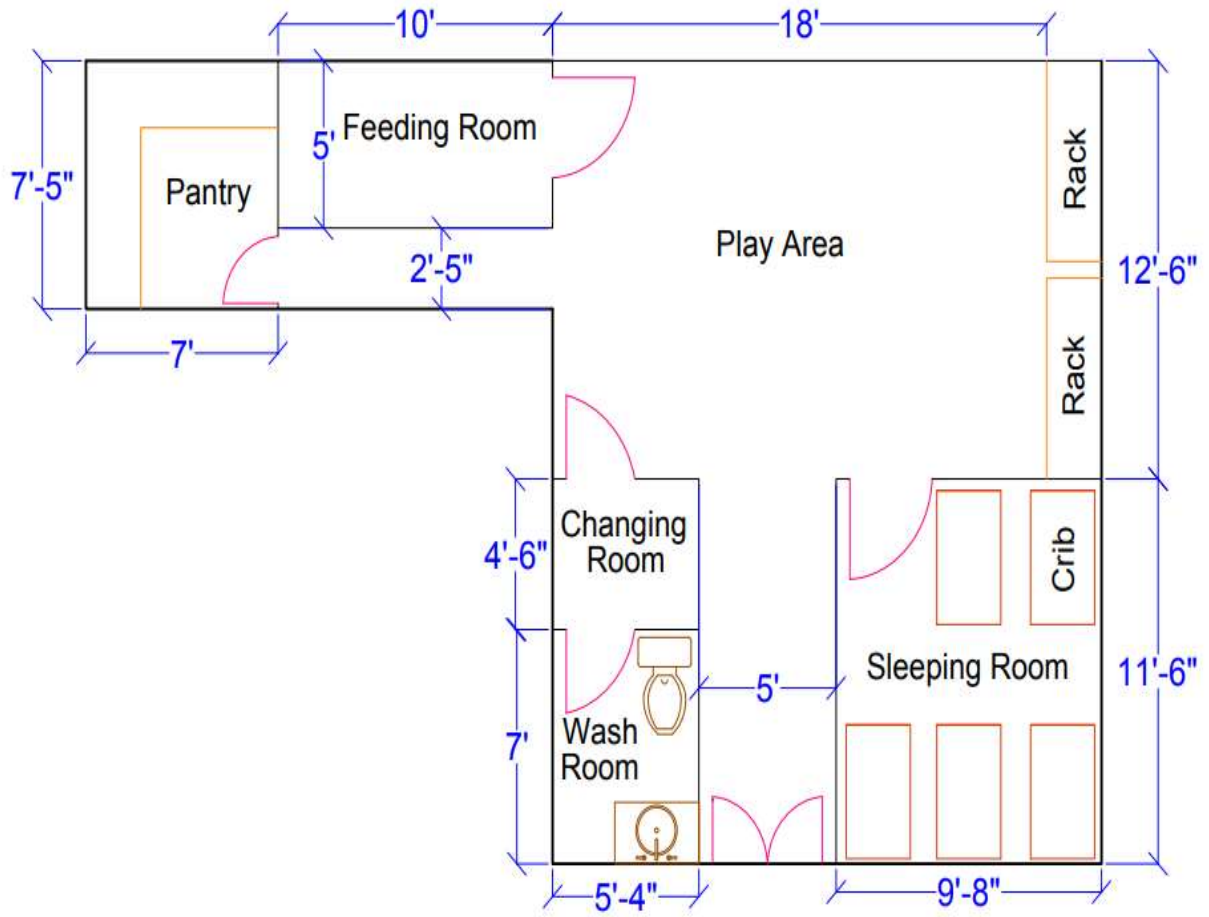 10'
18'
5'
Feeding Room
7'-5"
Pantry
Rack
Play Area
2'-5"
12'-6"
7'
Rack
4'-6"
Changing
Room
Crib
Sleeping Room
11'-6"
5'
7'
Wash
Room
5'-4"
9'-8"